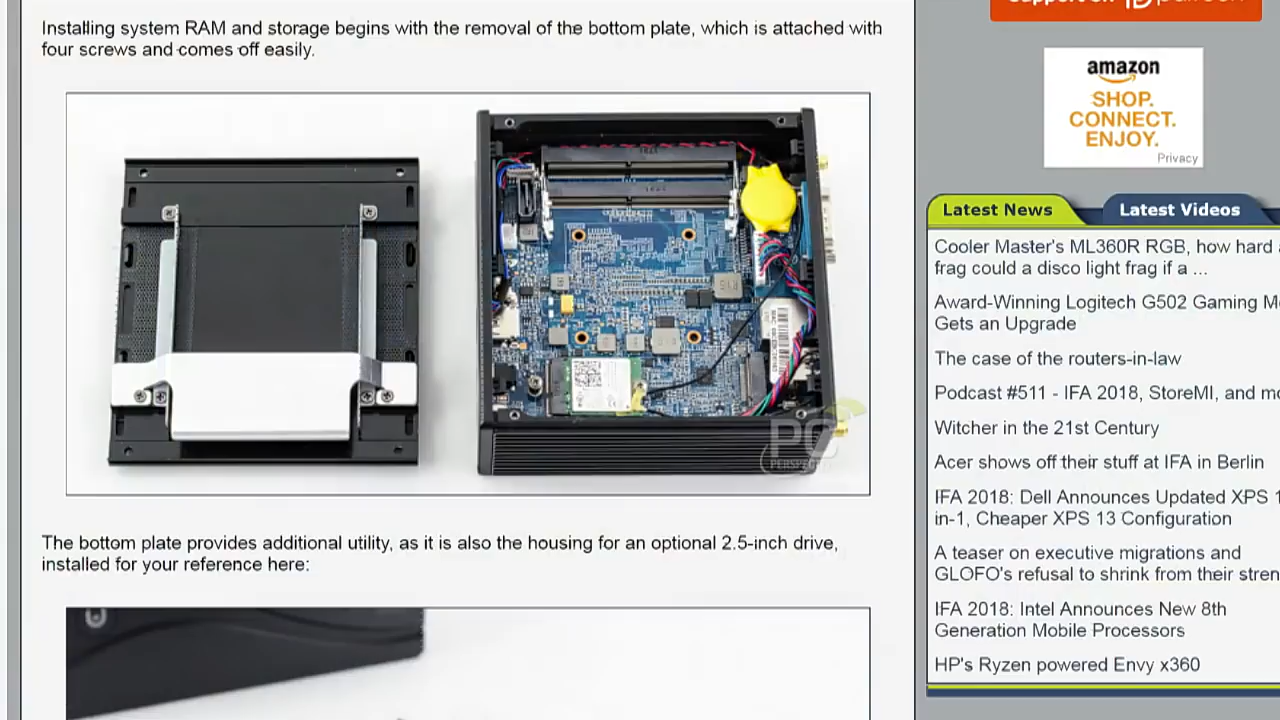 Installing system RAM and storage begins with the removal of the bottom plate, which is attached with
four screws and comes off easily.
PC
The bottom plate provides additional utility, as it is also the housing for an optional 2.5-inch drive,
installed for your reference here:
Support on patreon
amazon
SHOP.
CONNECT.
ENJOY.
Privacy
Latest News
Latest Videos
Cooler Master's ML360R RGB, how hard a
frag could a disco light frag if a ...
Award-Winning Logitech G502 Gaming M
Gets an Upgrade
The case of the routers-in-law
Podcast #511 - IFA 2018, StoreMI, and mo
Witcher in the 21st Century
Acer shows off their stuff at IFA in Berlin
IFA 2018: Dell Announces Updated XPS 1
in-1, Cheaper XPS 13 Configuration
A teaser on executive migrations and
GLOFO's refusal to shrink from their stren
IFA 2018: Intel Announces New 8th
Generation Mobile Processors
HP's Ryzen powered Envy x360